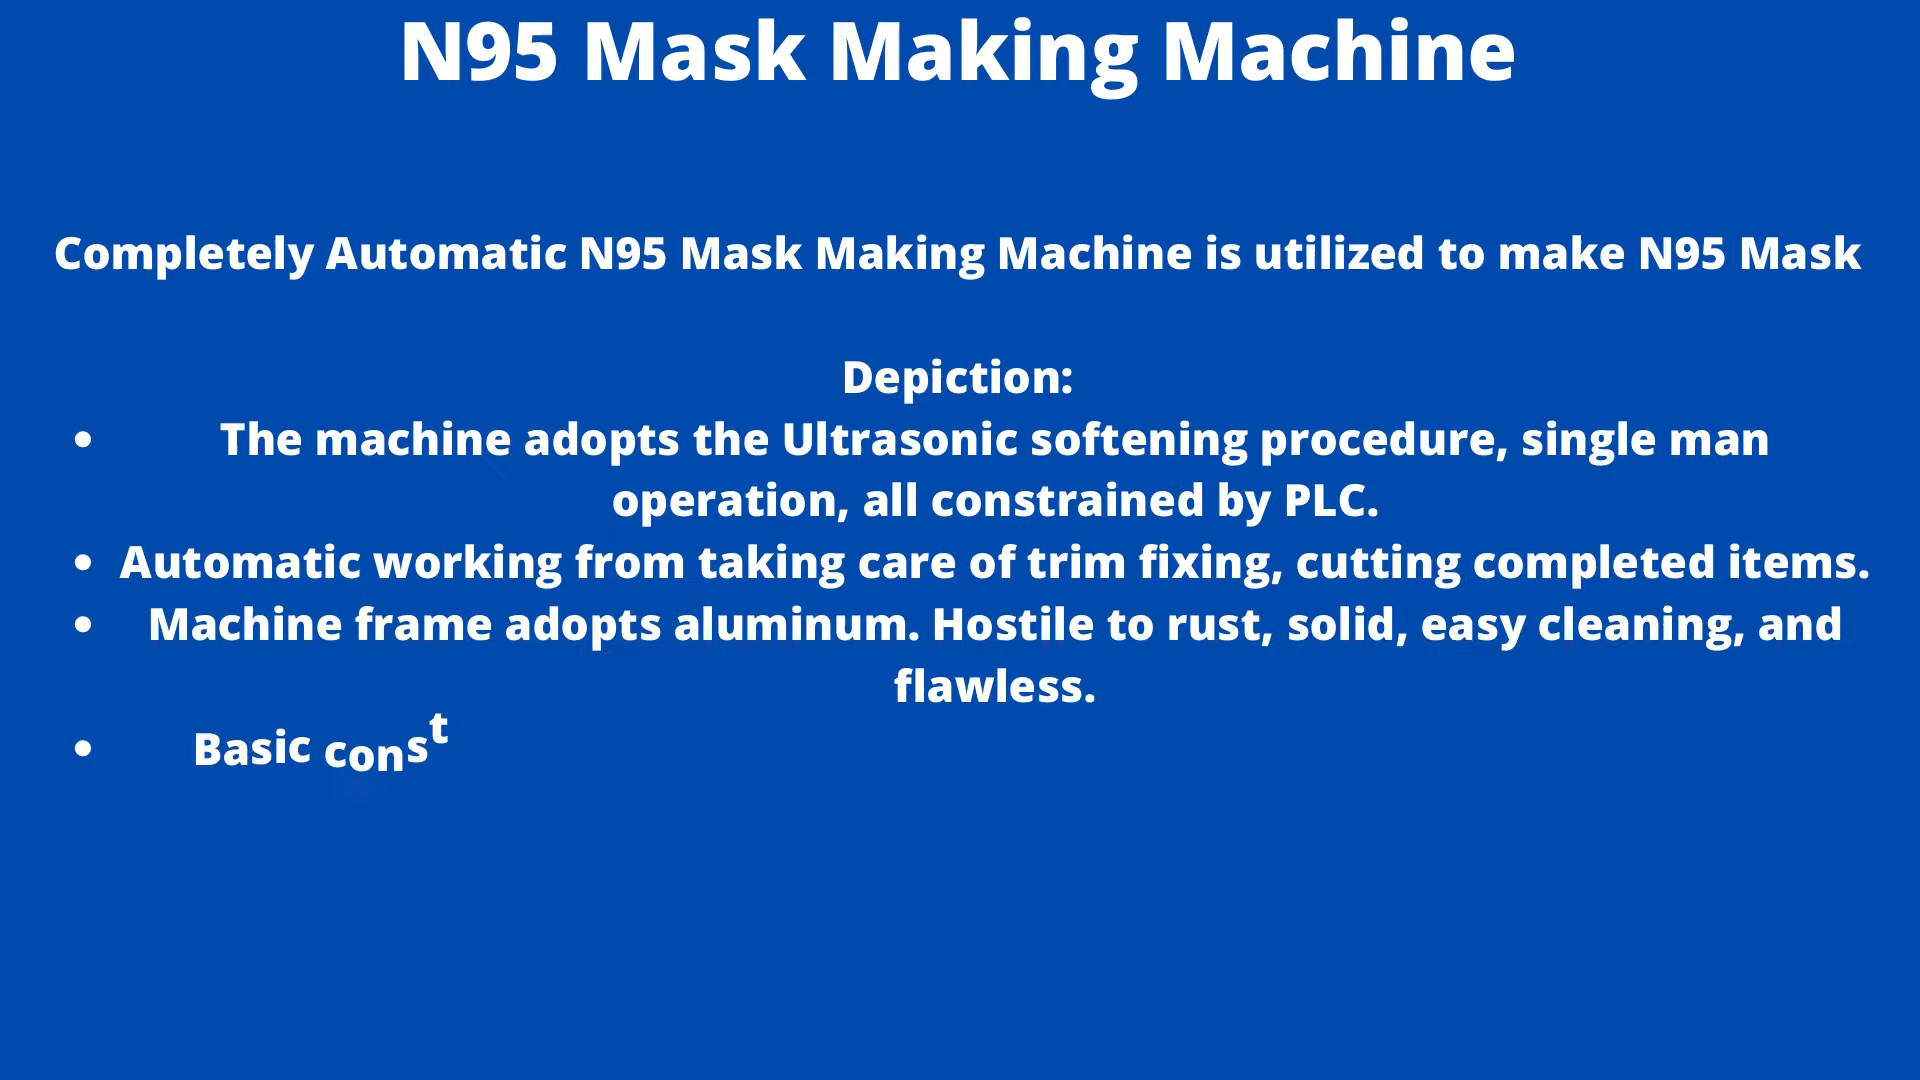 N95 Mask Making Machine
Completely Automatic N95 Mask Making Machine is utilized to make N95 Mask
Depiction:
• The machine adopts the Ultrasonic softening procedure, single man
operation, all constrained by PLC.
• Automatic working from taking care of trim fixing, cutting completed items.
• Machine frame adopts aluminum. Hostile to rust, solid, easy cleaning, and
flawless.
• Basic const